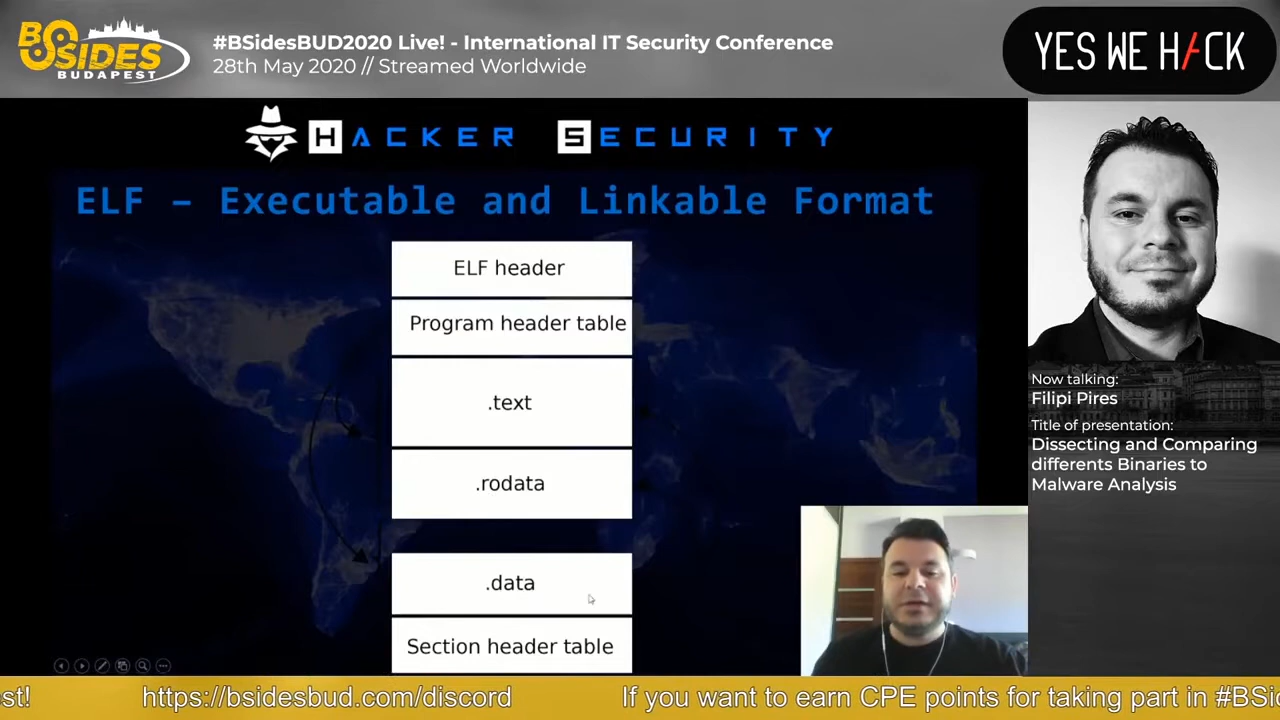 BSIDES
BUDAPEST
#BSidesBUD2020 Live! - International IT Security Conference
28th May 2020 // Streamed Worldwide
YES WE H/CK
HACKER SECURITY
ELF – Executable and Linkable Format
ELF header
Program header table
.text
.rodata
.data
Section header table
Now talking:
Filipi Pires
Title of presentation:
Dissecting and Comparing
differents Binaries to
Malware Analysis
st! https://bsidesbud.com/discord If you want to earn CPE points for taking part in #BSid